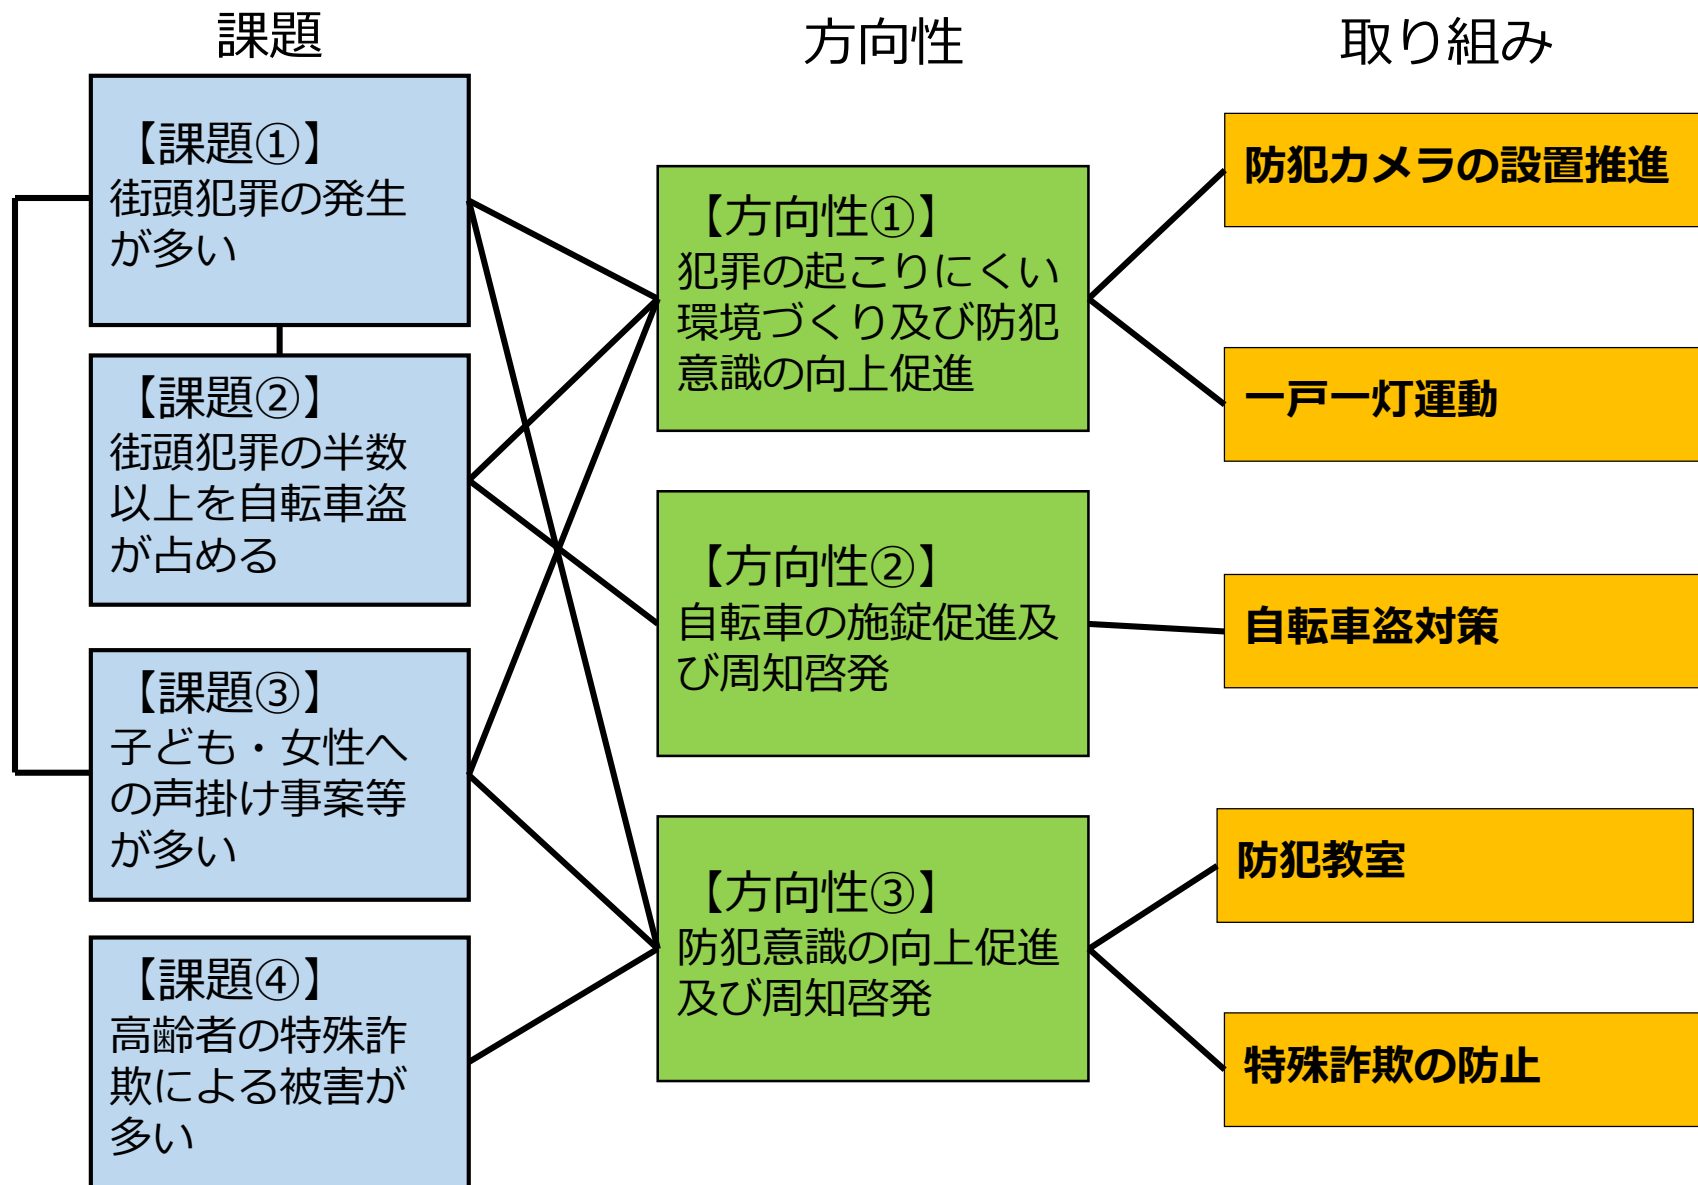 課題
方向性
取り組み
【課題①】
街頭犯罪の発生
が多い
【課題②】
街頭犯罪の半数
以上を自転車盗
が占める
【課題③】
子ども・女性へ
の声掛け事案等
が多い
【課題④】
高齢者の特殊詐
欺による被害が
多い
【方向性①】
犯罪の起こりにくい
環境づくり及び防犯
意識の向上促進
【方向性②】
自転車の施錠促進及
び周知啓発
【方向性③】
防犯意識の向上促進
及び周知啓発
防犯カメラの設置推進
一戸一灯運動
自転車盗対策
防犯教室
特殊詐欺の防止